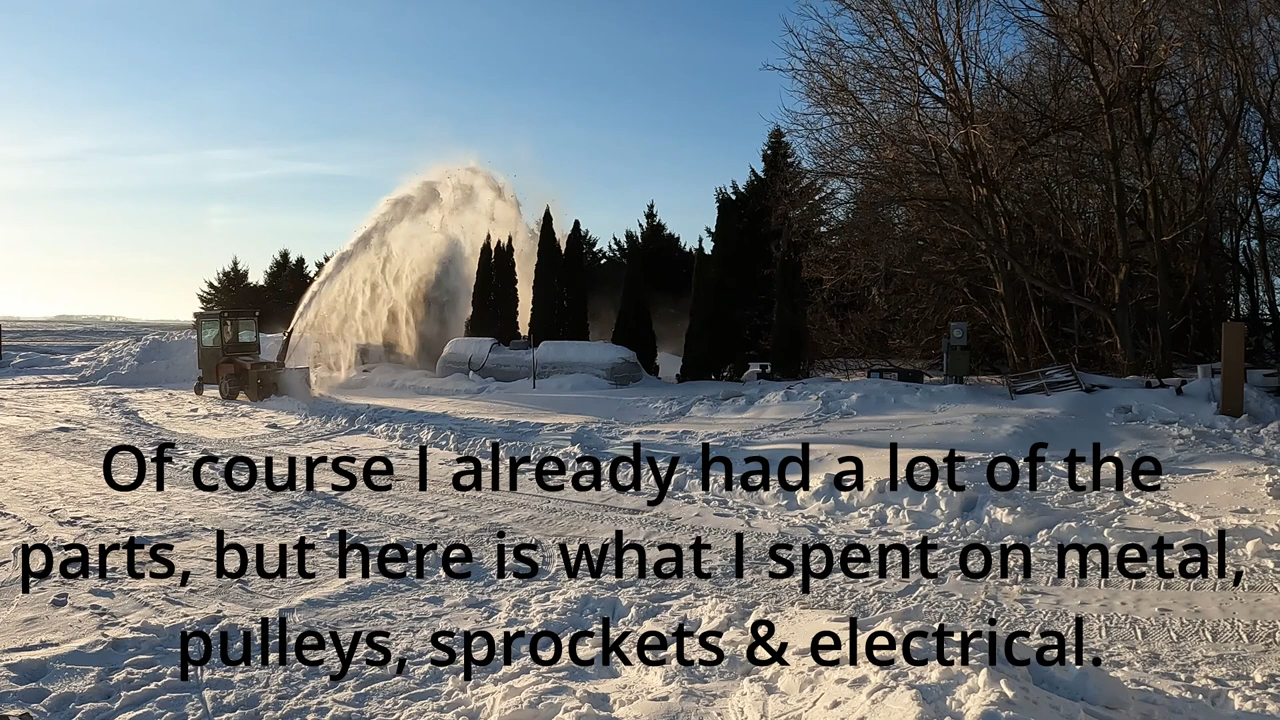 Of course I already had a lot of the
parts, but here is what I spent on metal,
pulleys, sprockets & electrical.